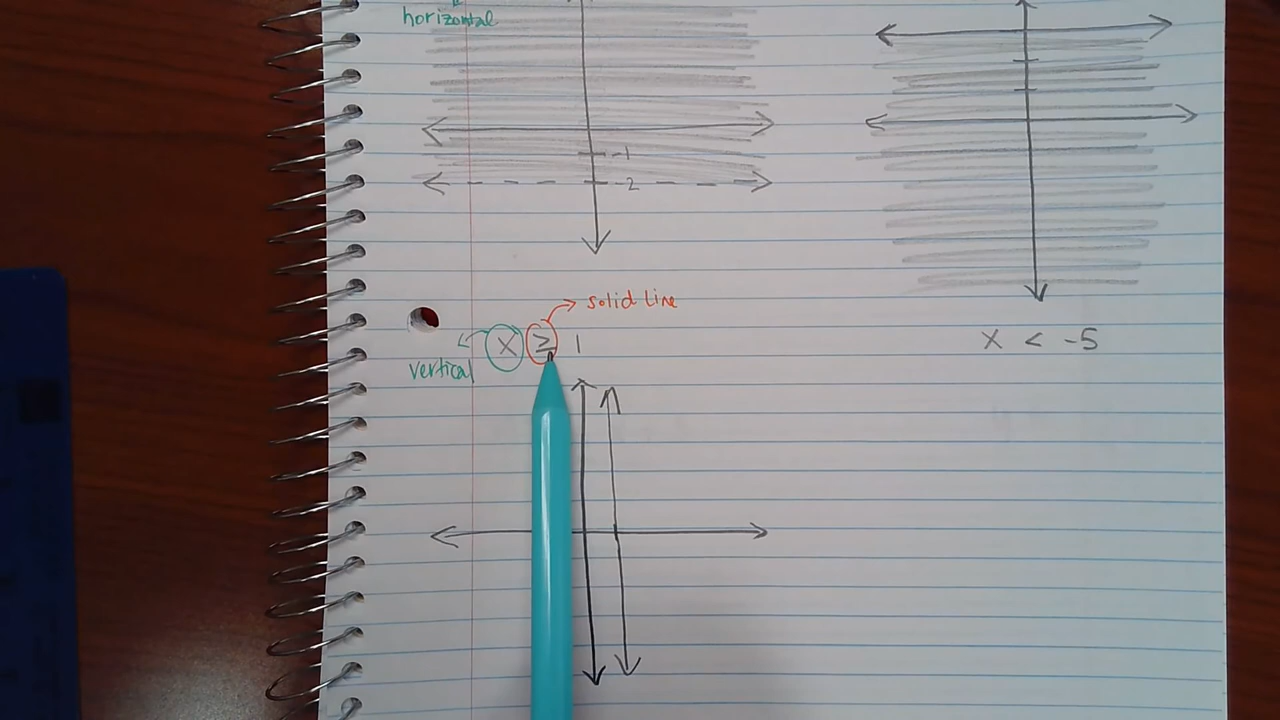 horizontal
-1
-2
solid line
x ≥ 1
vertical
x < -5